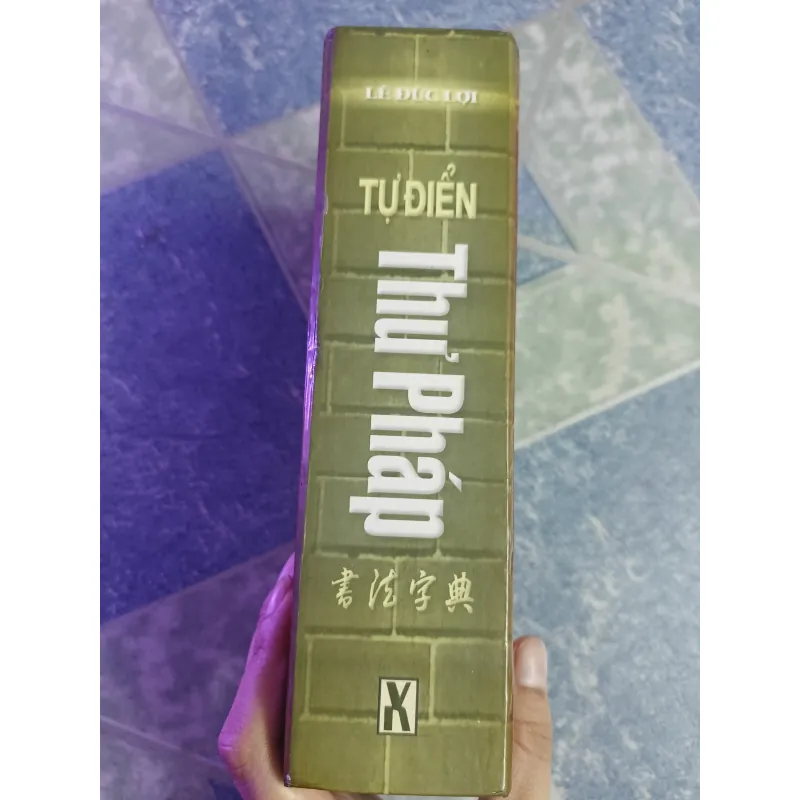 LÊ ĐỨC LỢI
TỰ ĐIỂN
Thư Pháp
書法字典